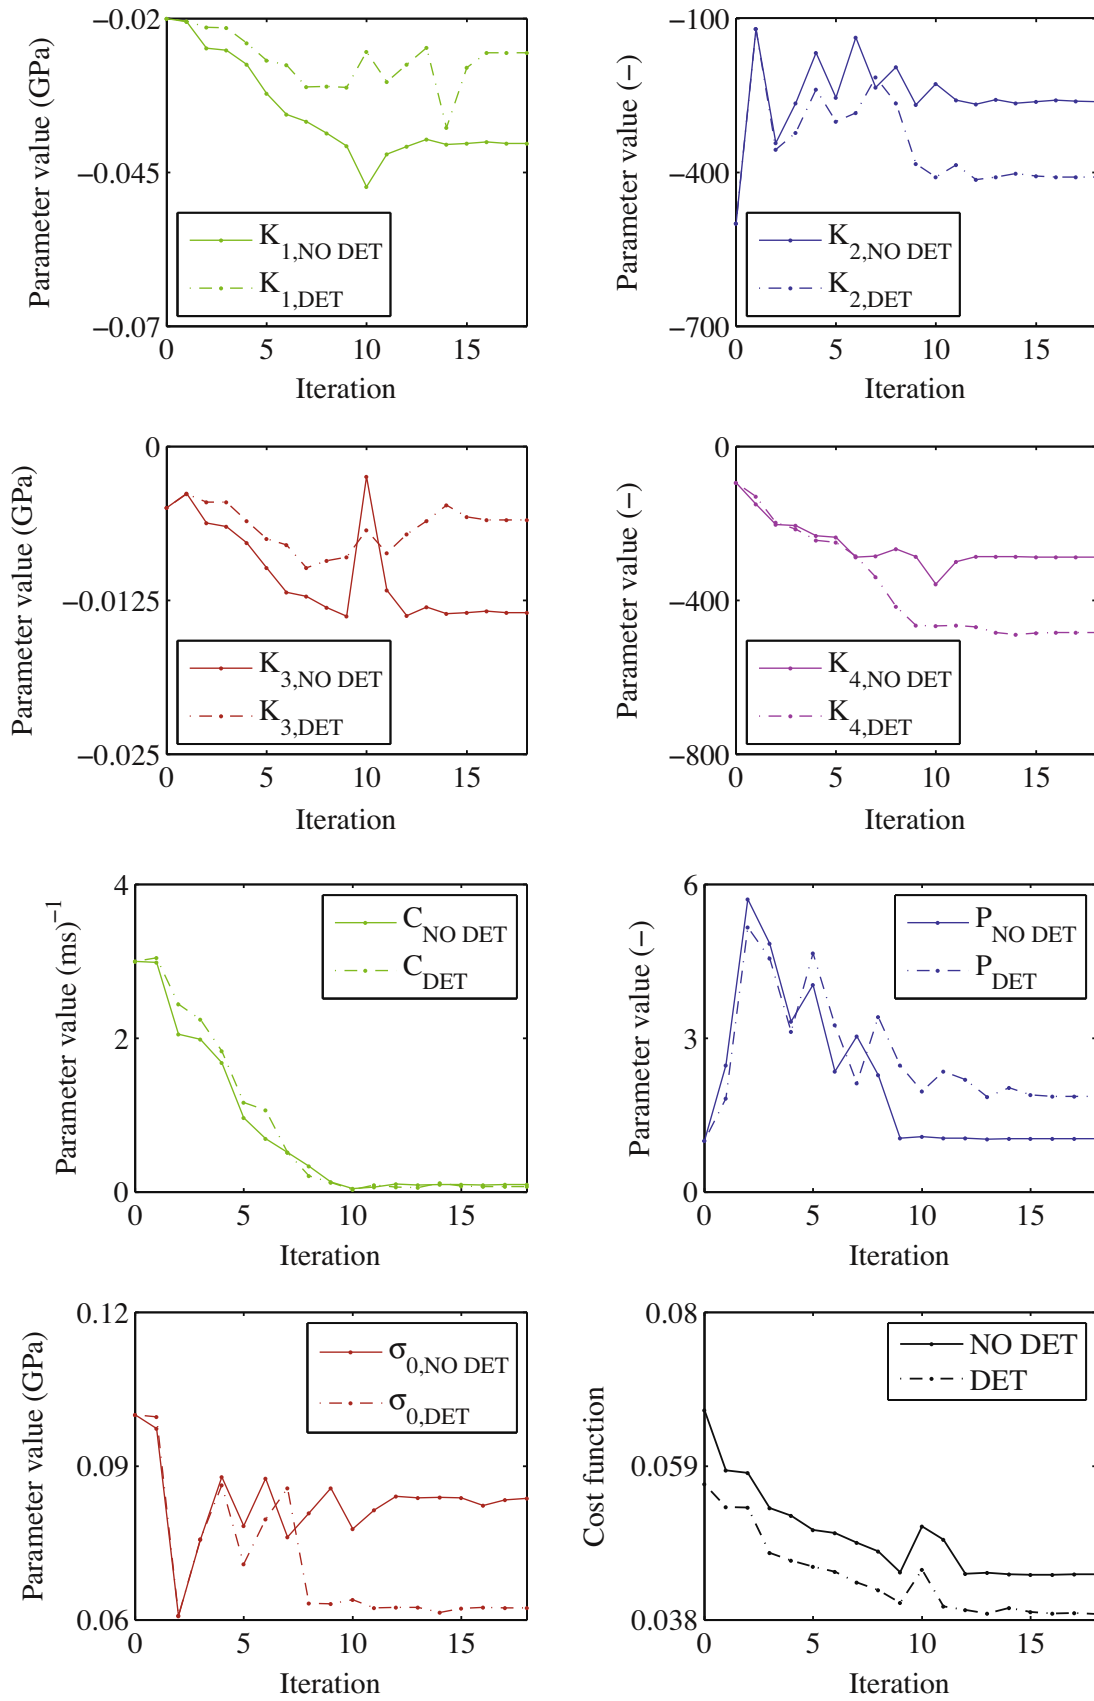 −0.02
−0.045
−0.07
Parameter value (GPa)
K1,NO DET
K1,DET
0 5 10 15
Iteration
−100
−400
−700
Parameter value (−)
K2,NO DET
K2,DET
0 5 10 15
Iteration
0
−0.0125
−0.025
Parameter value (GPa)
K3,NO DET
K3,DET
0 5 10 15
Iteration
0
−400
−800
Parameter value (−)
K4,NO DET
K4,DET
0 5 10 15
Iteration
4
2
0
Parameter value (ms)−1
CNO DET
CDET
0 5 10 15
Iteration
6
3
0
Parameter value (−)
PNO DET
PDET
0 5 10 15
Iteration
0.12
0.09
0.06
Parameter value (GPa)
σ0,NO DET
σ0,DET
0 5 10 15
Iteration
0.08
0.059
0.038
Cost function
NO DET
DET
0 5 10 15
Iteration